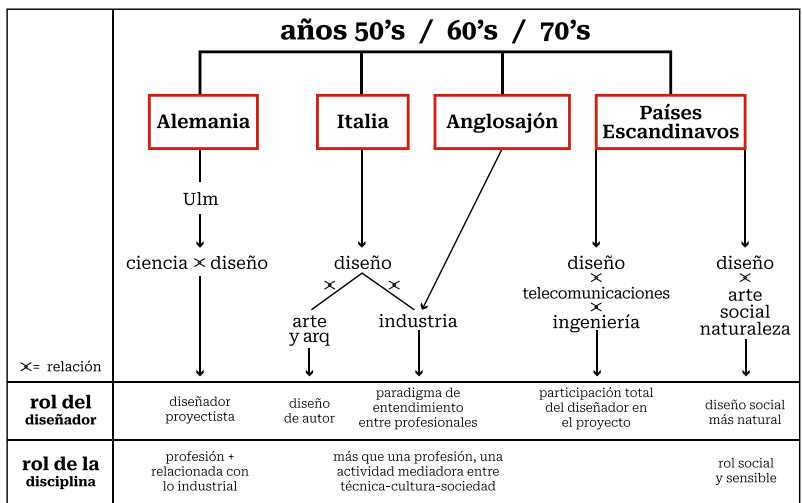 años 50's / 60's / 70's
Alemania
Italia
Anglosajón
Países
Escandinavos
Ulm
ciencia × diseño
diseño
diseño
×
telecomunicaciones
×
ingeniería
diseño
×
arte
social
naturaleza
×
×
arte
y arq
industria
×= relación
rol del
diseñador
diseñador
proyectista
diseño
de autor
paradigma de
entendimiento
entre profesionales
participación total
del diseñador en
el proyecto
diseño social
más natural
rol de la
disciplina
profesión +
relacionada con
lo industrial
más que una profesión, una
actividad mediadora entre
técnica-cultura-sociedad
rol social
y sensible